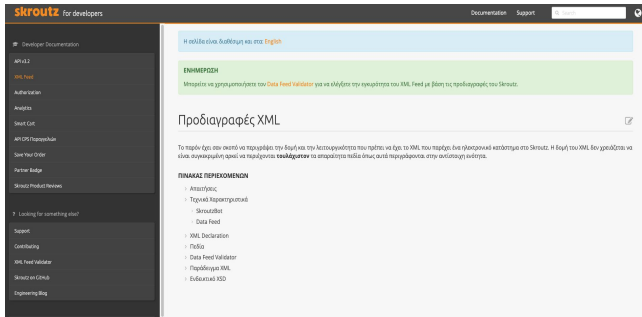 skroutz for developers
Documentation Support Search
Developer Documentation
API v3.2
XML Feed
Authorization
Analytics
Smart Cart
API CPS Παραγγελιών
Save Your Order
Partner Badge
Skroutz Product Reviews
? Looking for something else?
Support
Contributing
XML Feed Validator
Skroutz on GitHub
Engineering Blog
Η σελίδα είναι διαθέσιμη και στα: English
ΕΝΗΜΕΡΩΣΗ
Μπορείτε να χρησιμοποιήσετε τον Data Feed Validator για να ελέγξετε την εγκυρότητα του XML Feed με βάση τις προδιαγραφές του Skroutz.
Προδιαγραφές XML
Το παρόν έχει σαν σκοπό να περιγράψει την δομή και την λειτουργικότητα που πρέπει να έχει το XML που παρέχει ένα ηλεκτρονικό κατάστημα στο Skroutz. Η δομή του XML δεν χρειάζεται να
είναι συγκεκριμένη αρκεί να περιέχονται τουλάχιστον τα απαραίτητα πεδία όπως αυτά περιγράφονται στην αντίστοιχη ενότητα.
ΠΙΝΑΚΑΣ ΠΕΡΙΕΧΟΜΕΝΩΝ
Απαιτήσεις
Τεχνικά Χαρακτηριστικά
SkroutzBot
Data Feed
XML Declaration
Πεδία
Data Feed Validator
Παράδειγμα XML
Ενδεικτικό XSD